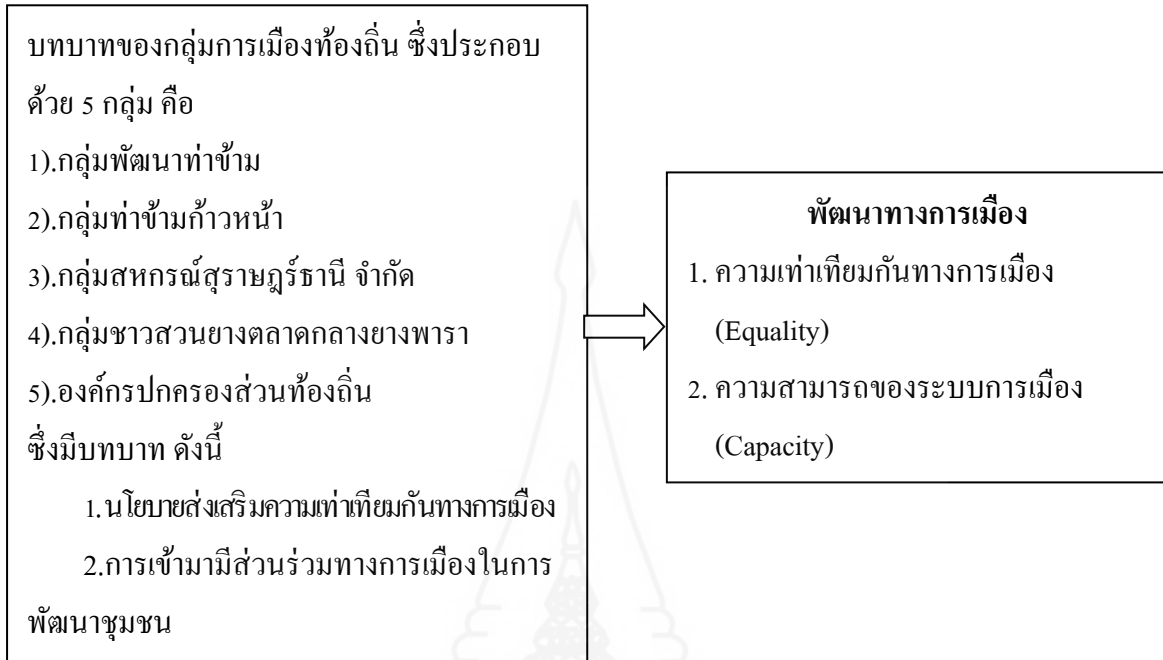 บทบาทของกลุ่มการเมืองท้องถิ่น ซึ่งประกอบ
ด้วย 5 กลุ่ม คือ
1).กลุ่มพัฒนาท่าข้าม
2).กลุ่มท่าข้ามก้าวหน้า
3).กลุ่มสหกรณ์สุราษฎร์ธานี จำกัด
4).กลุ่มชาวสวนยางตลาดกลางยางพารา
5).องค์กรปกครองส่วนท้องถิ่น
ซึ่งมีบทบาท ดังนี้
1.นโยบายส่งเสริมความเท่าเทียมกันทางการเมือง
2.การเข้ามามีส่วนร่วมทางการเมืองในการ
พัฒนาชุมชน
พัฒนาทางการเมือง
1. ความเท่าเทียมกันทางการเมือง
(Equality)
2. ความสามารถของระบบการเมือง
(Capacity)